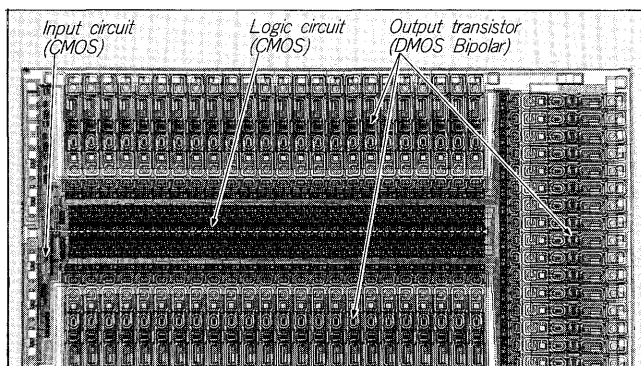 Input circuit
(CMOS)
Logic circuit
(CMOS)
Output transistor
(DMOS Bipolar)